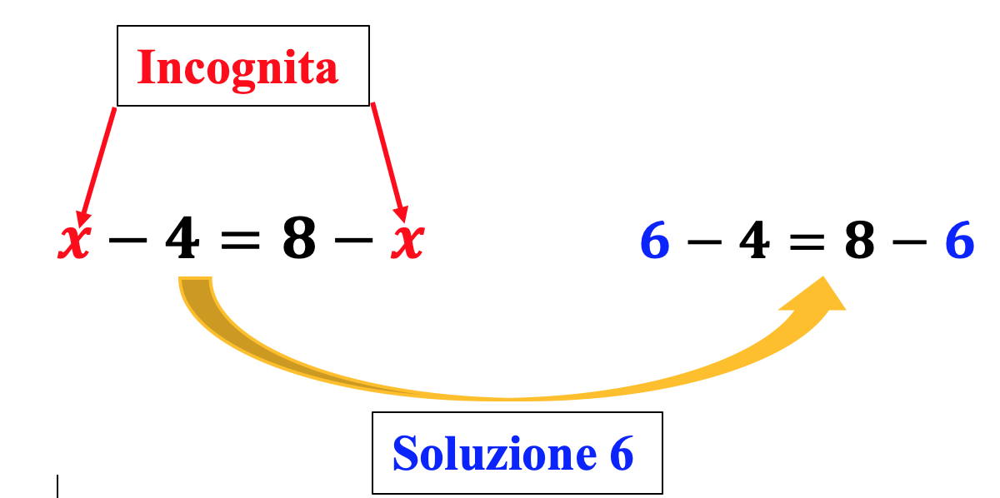 Incognita
x − 4 = 8 − x
6 − 4 = 8 − 6
Soluzione 6